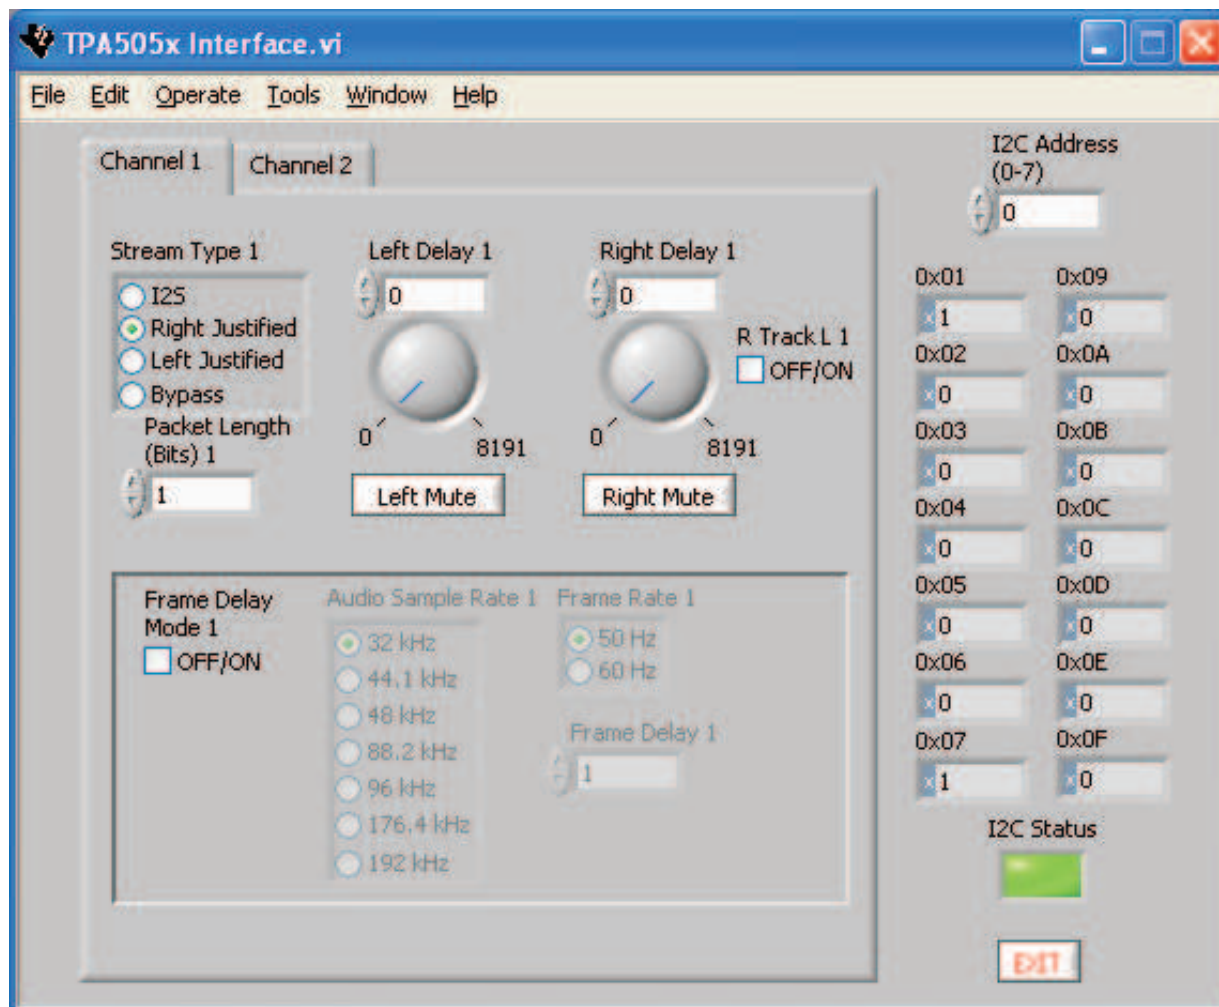 TPA505x Interface.vi
File Edit Operate Tools Window Help
Channel 1
Channel 2
Stream Type 1
I2S
Right Justified
Left Justified
Bypass
Packet Length
(Bits) 1
1
Left Delay 1
0
0 8191
Left Mute
Right Delay 1
0
0 8191
Right Mute
R Track L 1
OFF/ON
Frame Delay
Mode 1
OFF/ON
Audio Sample Rate 1
32 kHz
44.1 kHz
48 kHz
88.2 kHz
96 kHz
176.4 kHz
192 kHz
Frame Rate 1
50 Hz
60 Hz
Frame Delay 1
1
I2C Address
(0-7)
0
0x01 0x09
x 1 x 0
0x02 0x0A
x 0 x 0
0x03 0x0B
x 0 x 0
0x04 0x0C
x 0 x 0
0x05 0x0D
x 0 x 0
0x06 0x0E
x 0 x 0
0x07 0x0F
x 1 x 0
I2C Status
EXIT